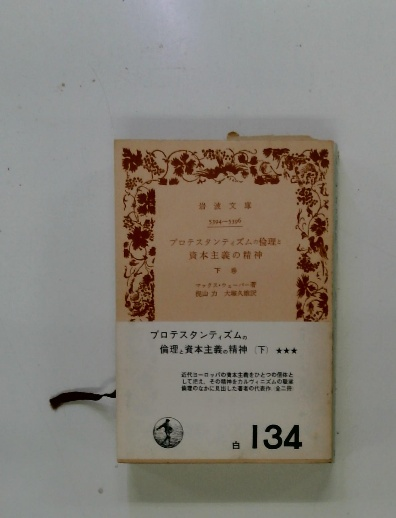 岩波文庫
5394—5396
プロテスタンティズムの倫理と
資本主義の精神
下巻
マックス・ウェーバー著
梶山力 大塚久雄訳
プロテスタンティズムの
倫理と資本主義の精神〔下〕★★★
近代ヨーロッパの資本主義をひとつの個体と
して捉え、その精神をカルヴィニズムの職業
倫理のなかに見出した著者の代表作 全二冊
白 134